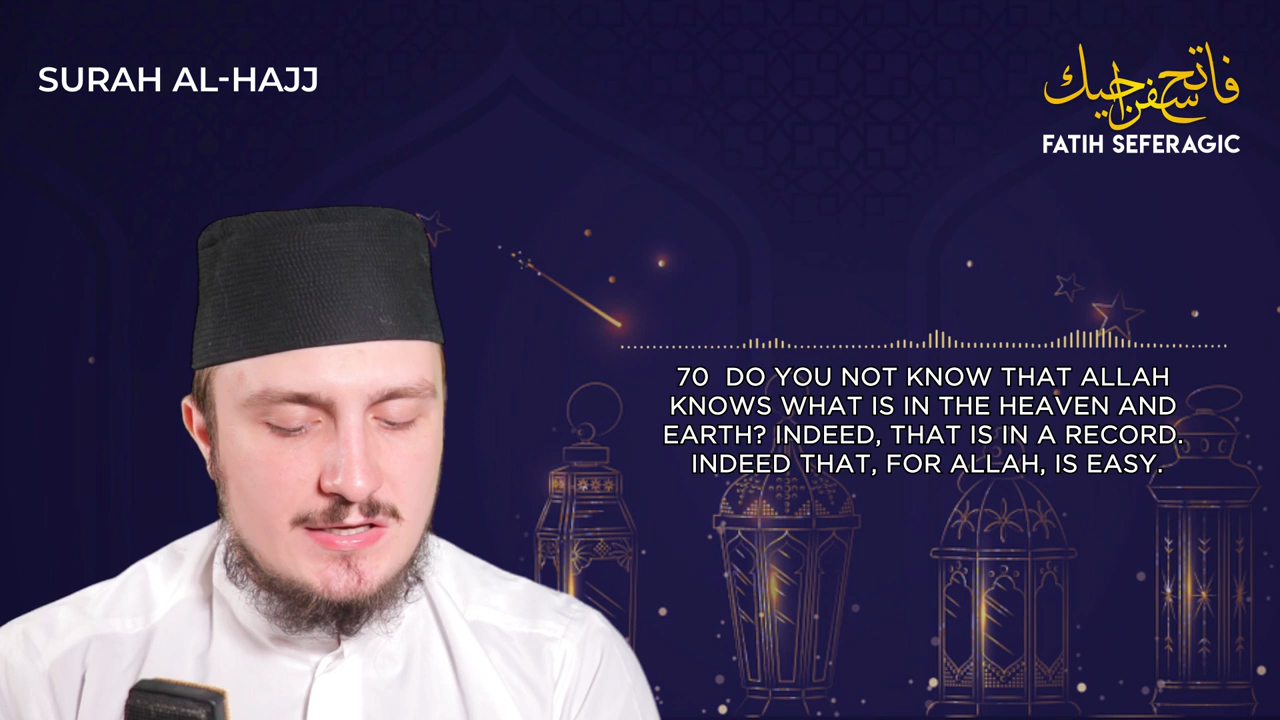 SURAH AL-HAJJ
فاتح سفراجيك
FATIH SEFERAGIC
70 DO YOU NOT KNOW THAT ALLAH
KNOWS WHAT IS IN THE HEAVEN AND
EARTH? INDEED, THAT IS IN A RECORD.
INDEED THAT, FOR ALLAH, IS EASY.